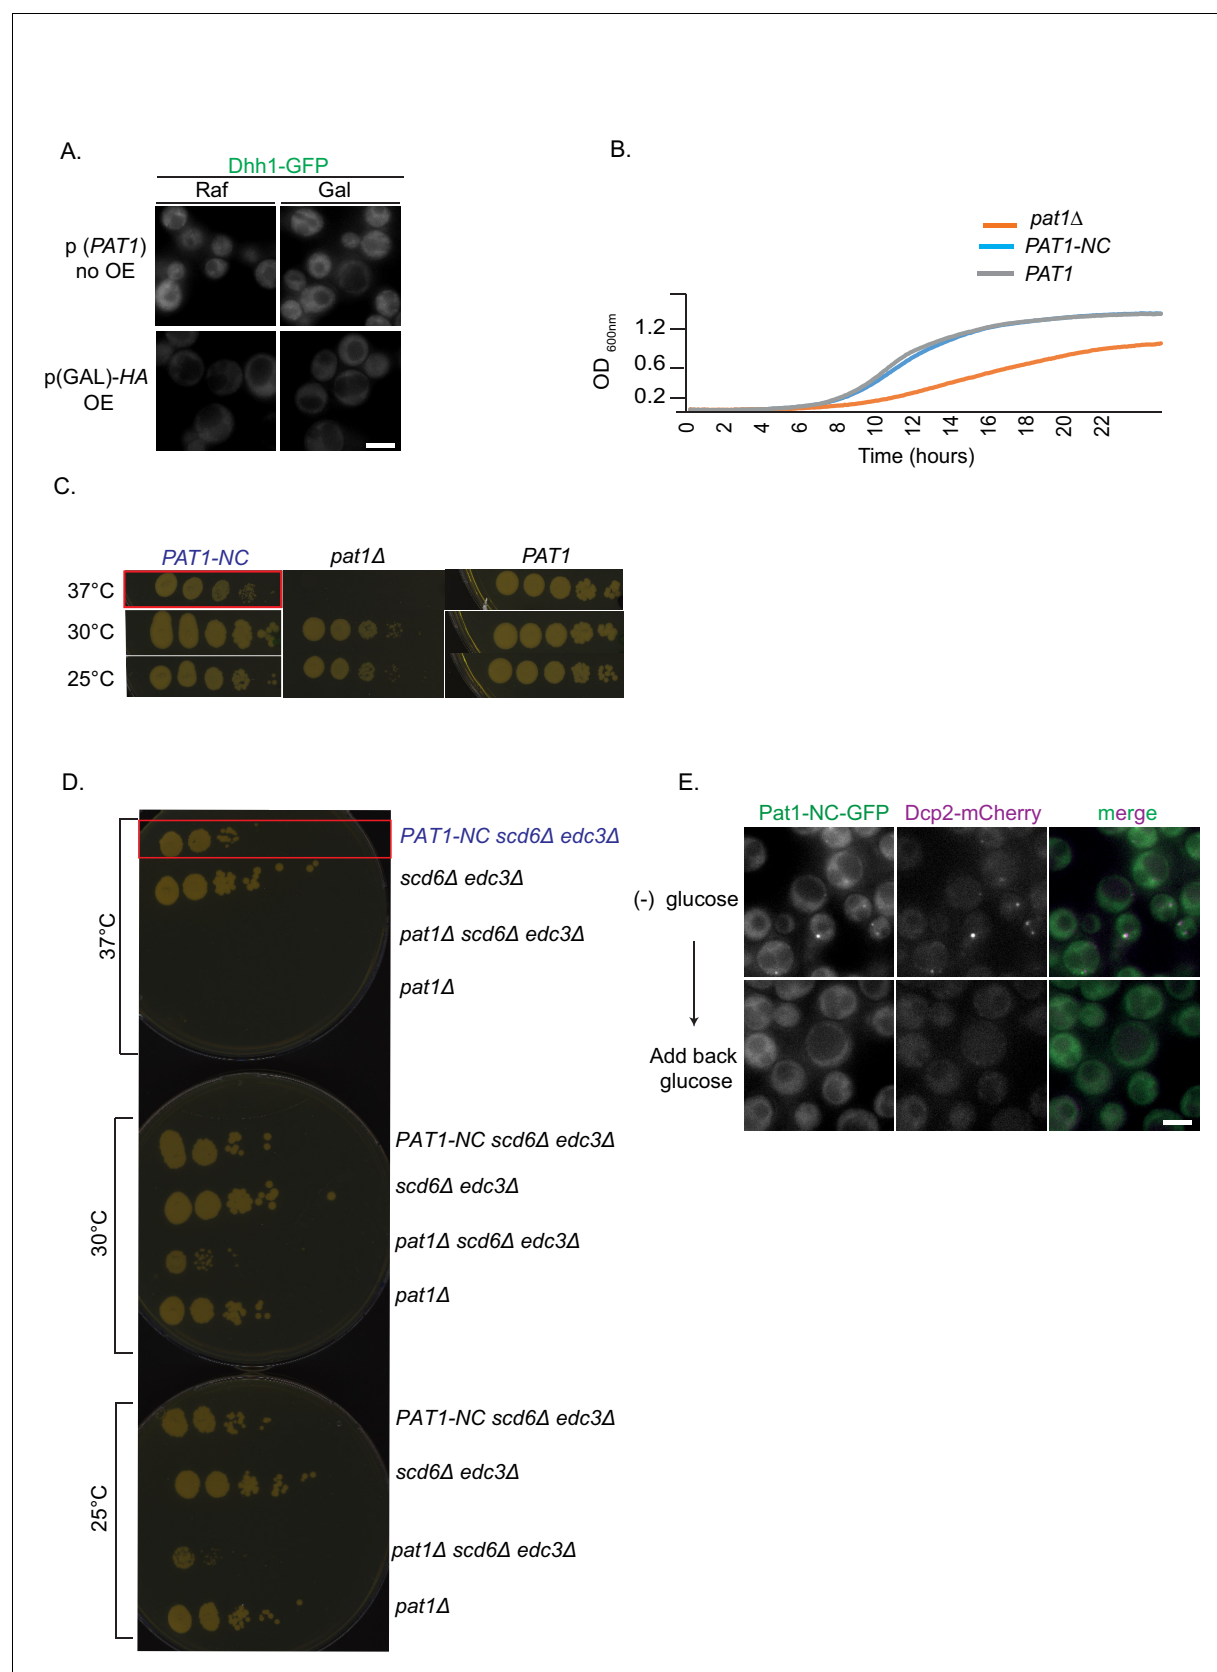 A.
Dhh1-GFP
Raf Gal
p (PAT1)
no OE
p(GAL)-HA
OE
B.
pat1Δ
PAT1-NC
PAT1
OD 600nm
1.2
0.6
0.2
0 2 4 6 8 10 12 14 16 18 20 22
Time (hours)
C.
PAT1-NC pat1Δ PAT1
37°C
30°C
25°C
D.
37°C
PAT1-NC scd6Δ edc3Δ
scd6Δ edc3Δ
pat1Δ scd6Δ edc3Δ
pat1Δ
30°C
PAT1-NC scd6Δ edc3Δ
scd6Δ edc3Δ
pat1Δ scd6Δ edc3Δ
pat1Δ
25°C
PAT1-NC scd6Δ edc3Δ
scd6Δ edc3Δ
pat1Δ scd6Δ edc3Δ
pat1Δ
E.
Pat1-NC-GFP Dcp2-mCherry merge
(-) glucose
Add back
glucose